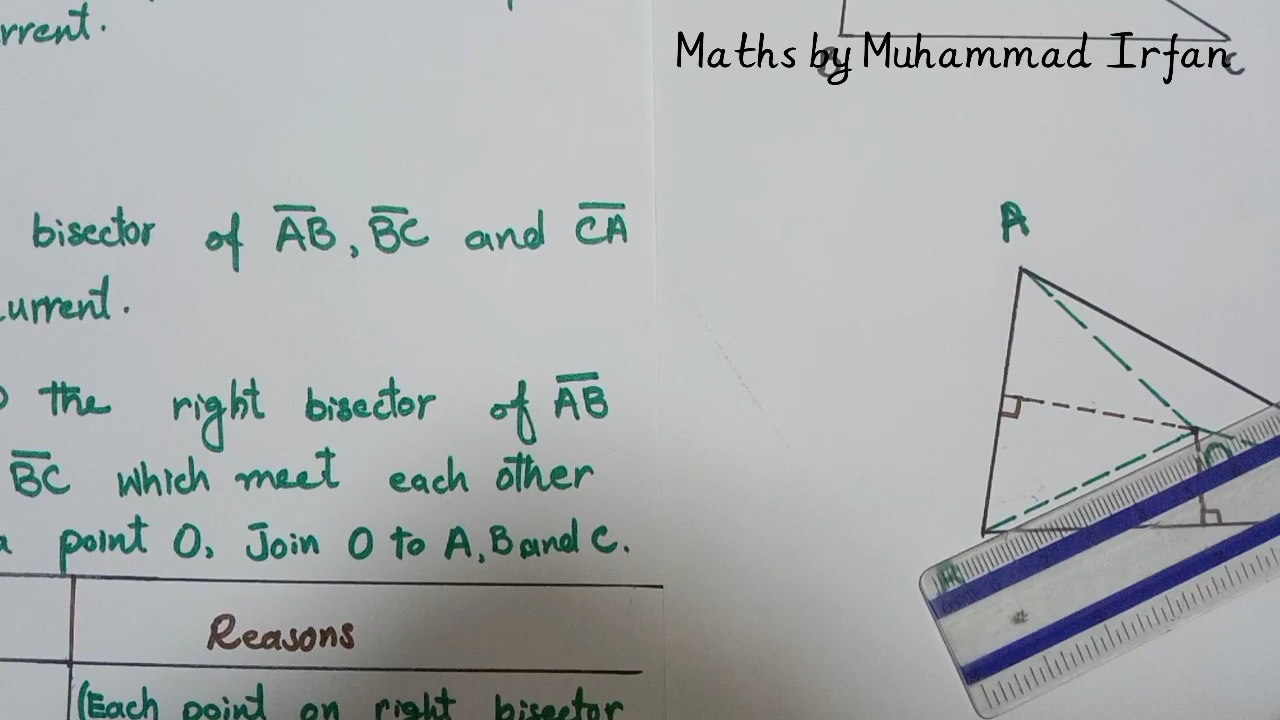 rrent.
Maths by Muhammad Irfan
B
C
bisector of AB, BC and CA
current.
A
the right bisector of AB
BC which meet each other
a point O, Join O to A, B and C.
O
B
Reasons
(Each point on right bisector